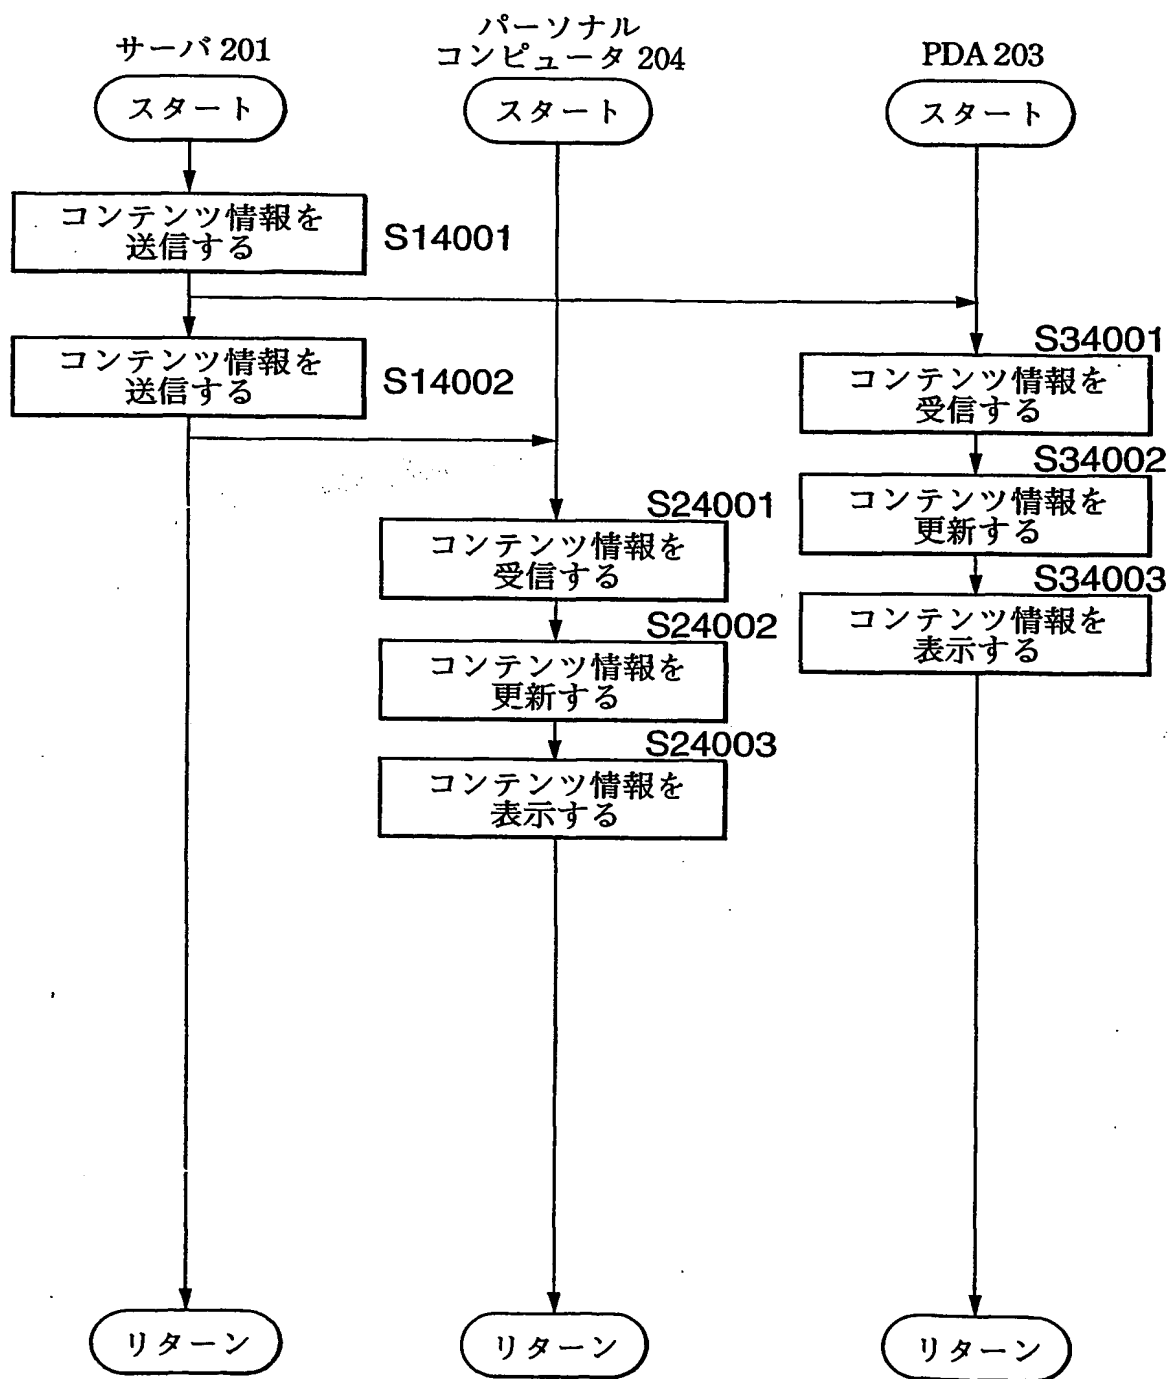 サーバ 201
パーソナル
コンピュータ 204
PDA 203
スタート
スタート
スタート
コンテンツ情報を
送信する
S14001
コンテンツ情報を
送信する
S14002
S34001
コンテンツ情報を
受信する
S34002
コンテンツ情報を
更新する
S34003
コンテンツ情報を
表示する
S24001
コンテンツ情報を
受信する
S24002
コンテンツ情報を
更新する
S24003
コンテンツ情報を
表示する
リターン
リターン
リターン